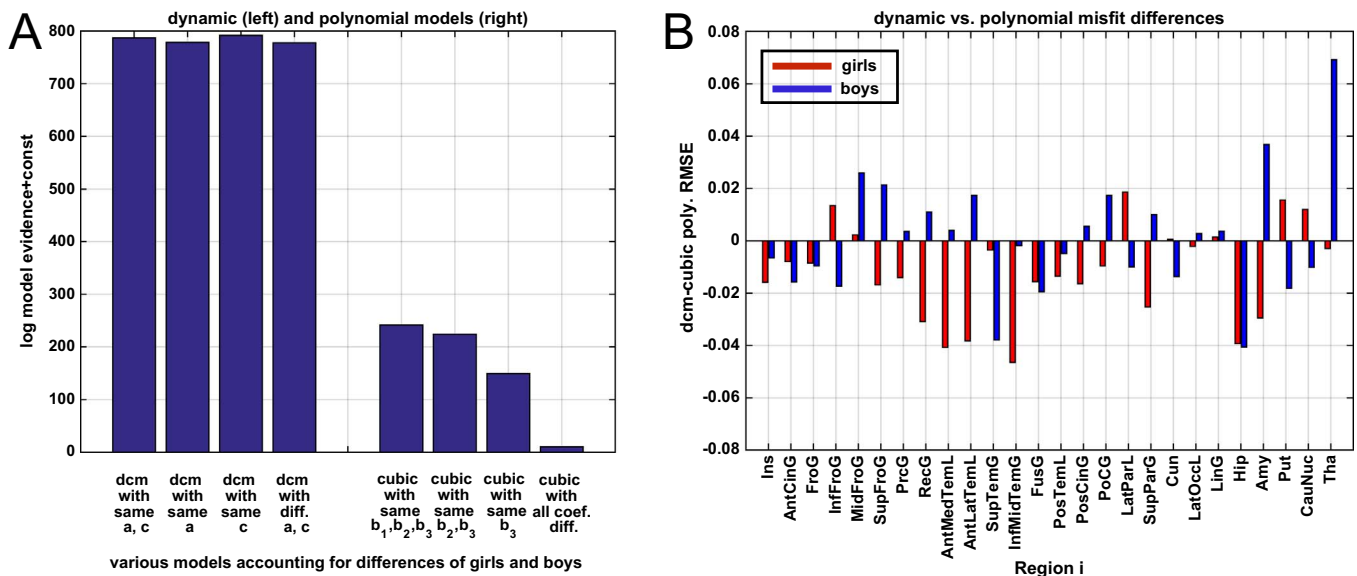 A
dynamic (left) and polynomial models (right)
log model evidence+const
800
700
600
500
400
300
200
100
0
dcm with same a, c
dcm with same a
dcm with same c
dcm with diff. a, c
cubic with same b1,b2,b3
cubic with same b2,b3
cubic with same b3
cubic with all coef. diff.
various models accounting for differences of girls and boys
B
dynamic vs. polynomial misfit differences
girls
boys
dcm-cubic poly. RMSE
0.08
0.06
0.04
0.02
0
-0.02
-0.04
-0.06
-0.08
Ins
AntCinG
FroG
InfFroG
MidFroG
SupFroG
PrcG
RecG
AntMedTemL
AntLatTemL
SupTemG
InfMidTemG
FusG
PosTemL
PosCinG
PoCG
LatParL
SupParG
Cun
LatOccL
LinG
Hip
Amy
Put
CauNuc
Tha
Region i